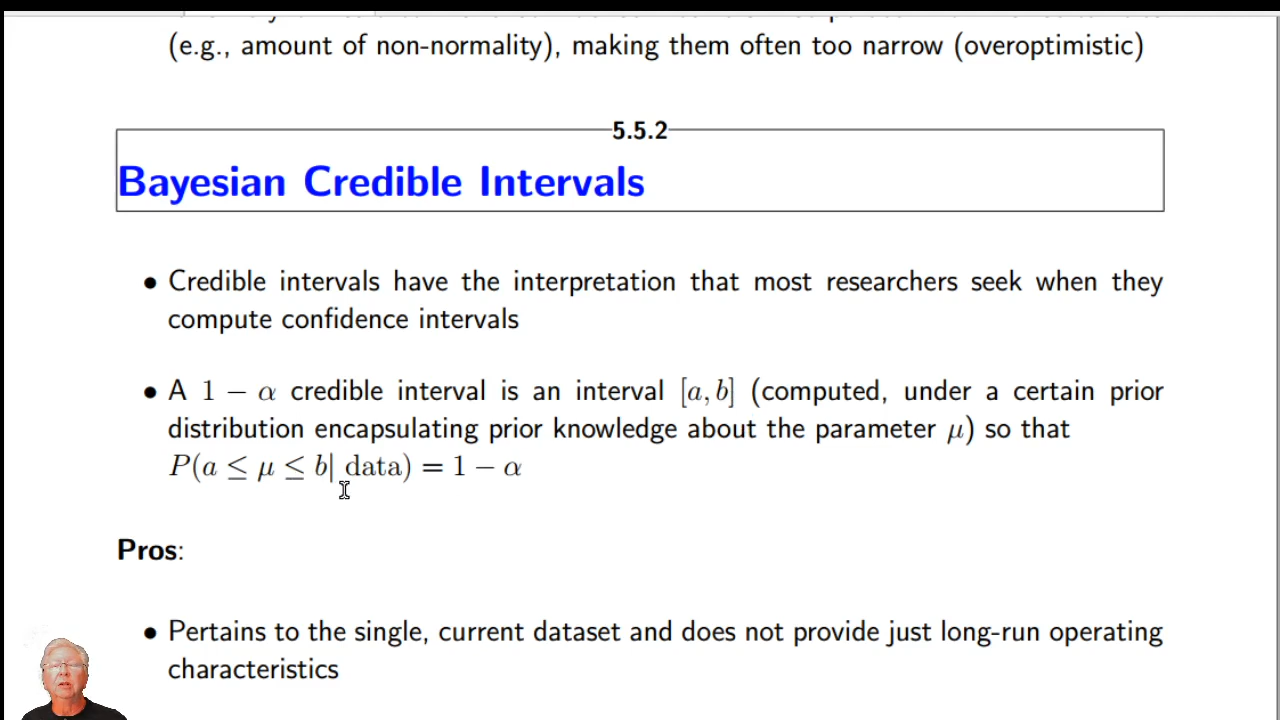 (e.g., amount of non-normality), making them often too narrow (overoptimistic)
5.5.2
Bayesian Credible Intervals
• Credible intervals have the interpretation that most researchers seek when they
compute confidence intervals
• A 1 − α credible interval is an interval [a, b] (computed, under a certain prior
distribution encapsulating prior knowledge about the parameter μ) so that
P(a ≤ μ ≤ b| data) = 1 − α
Pros:
• Pertains to the single, current dataset and does not provide just long-run operating
characteristics